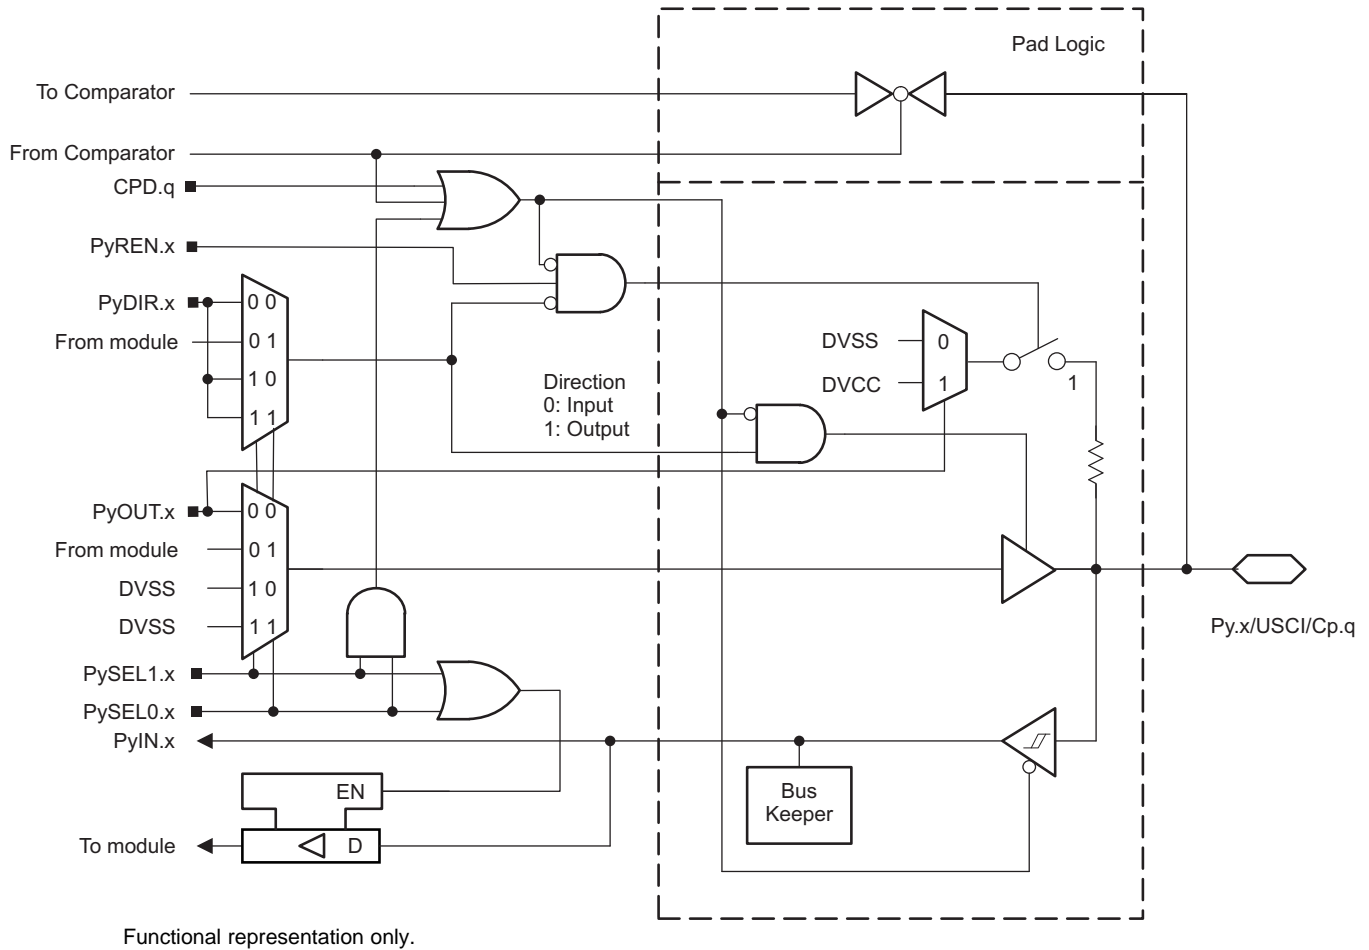 Pad Logic
To Comparator
From Comparator
CPD.q
PyREN.x
PyDIR.x
0 0
From module
0 1
1 0
1 1
Direction
0: Input
1: Output
DVSS
0
DVCC
1
1
PyOUT.x
0 0
From module
0 1
DVSS
1 0
DVSS
1 1
Py.x/USCI/Cp.q
PySEL1.x
PySEL0.x
PyIN.x
EN
Bus
Keeper
To module
D
Functional representation only.